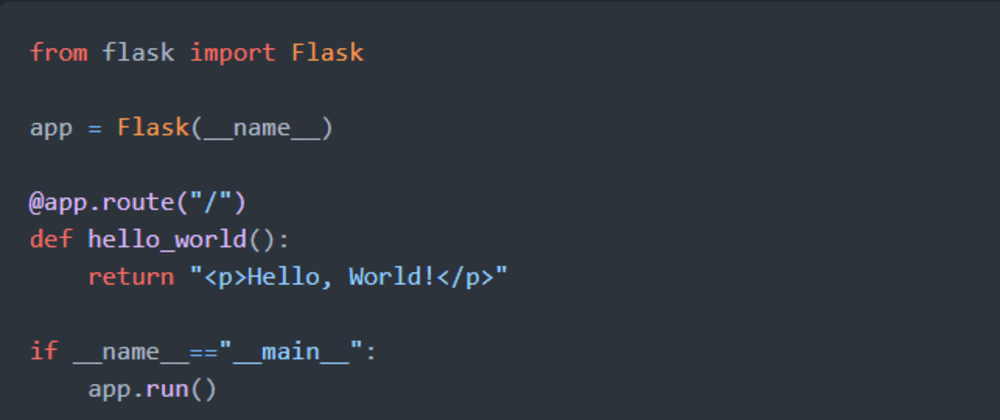 from flask import Flask
app = Flask(__name__)
@app.route("/")
def hello_world():
    return "<p>Hello, World!</p>"
if __name__=="__main__":
    app.run()